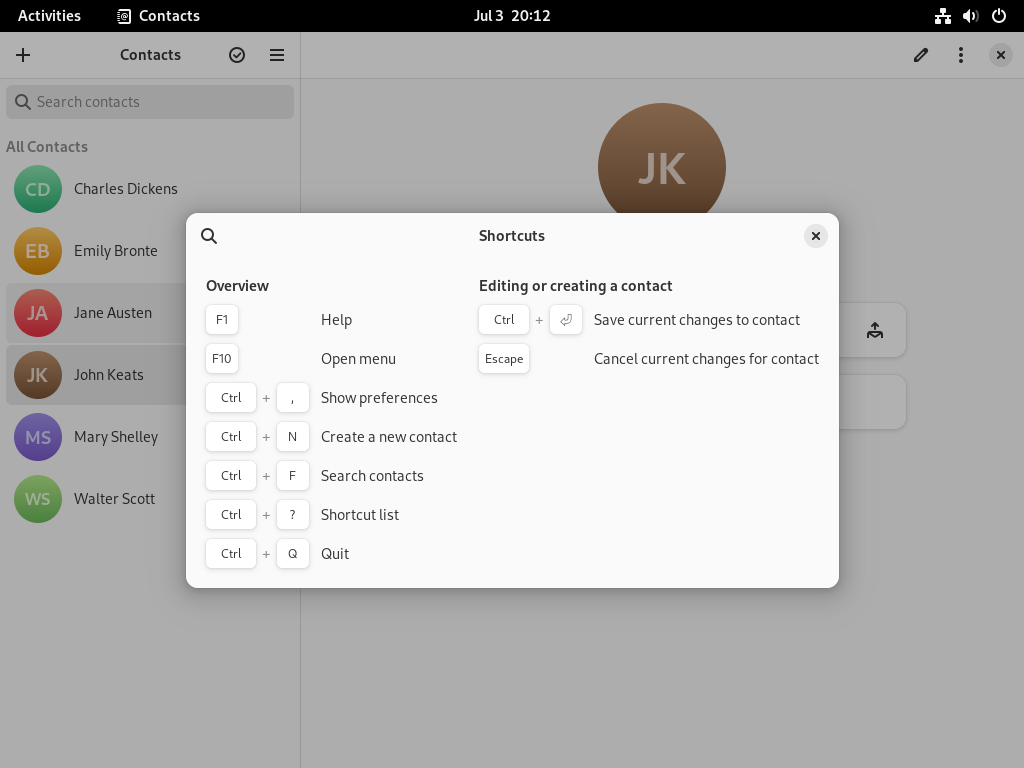 Activities Contacts Jul 3 20:12
Contacts
Search contacts
All Contacts
CD Charles Dickens
EB Emily Bronte
JA Jane Austen
JK John Keats
MS Mary Shelley
WS Walter Scott
JK
Shortcuts
Overview
F1 Help
F10 Open menu
Ctrl + , Show preferences
Ctrl + N Create a new contact
Ctrl + F Search contacts
Ctrl + ? Shortcut list
Ctrl + Q Quit
Editing or creating a contact
Ctrl + ⏎ Save current changes to contact
Escape Cancel current changes for contact